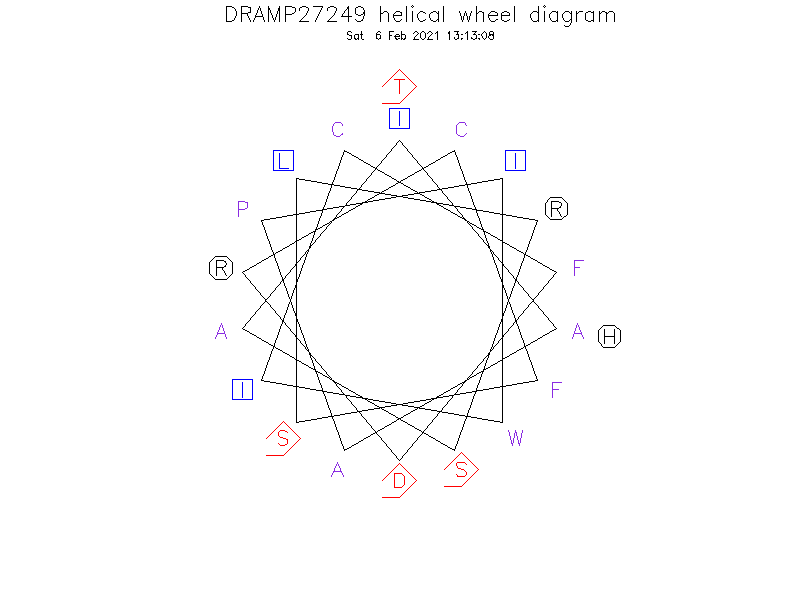 DRAMP27249 helical wheel diagram
Sat 6 Feb 2021 13:13:08
T
I
C C
L I
P R
R F
A A H
I F
S W
A D S